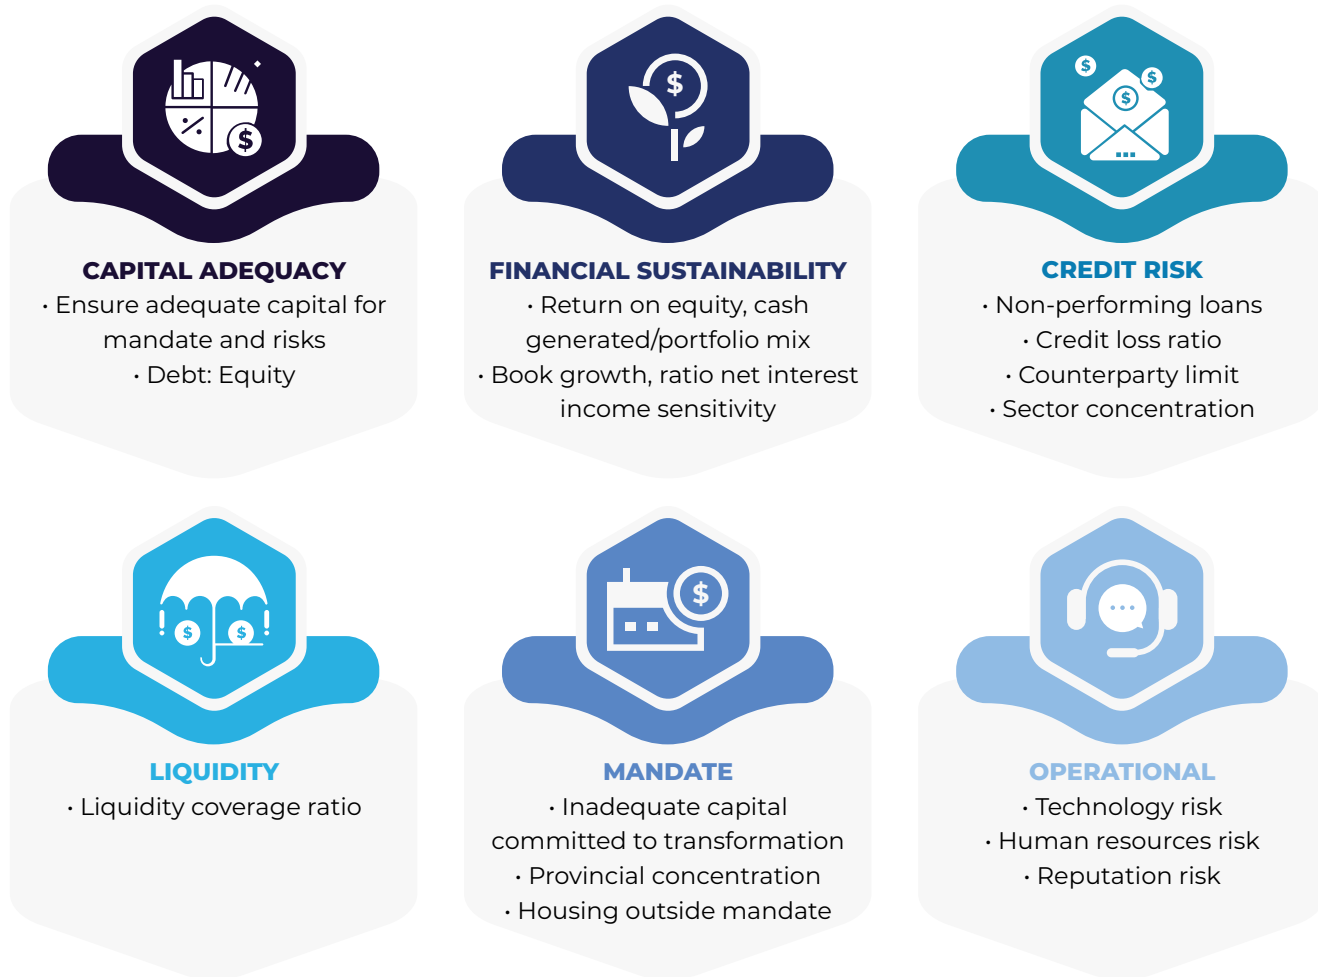 CAPITAL ADEQUACY
· Ensure adequate capital for
mandate and risks
· Debt: Equity
FINANCIAL SUSTAINABILITY
· Return on equity, cash
generated/portfolio mix
· Book growth, ratio net interest
income sensitivity
CREDIT RISK
· Non-performing loans
· Credit loss ratio
· Counterparty limit
· Sector concentration
LIQUIDITY
· Liquidity coverage ratio
MANDATE
· Inadequate capital
committed to transformation
· Provincial concentration
· Housing outside mandate
OPERATIONAL
· Technology risk
· Human resources risk
· Reputation risk